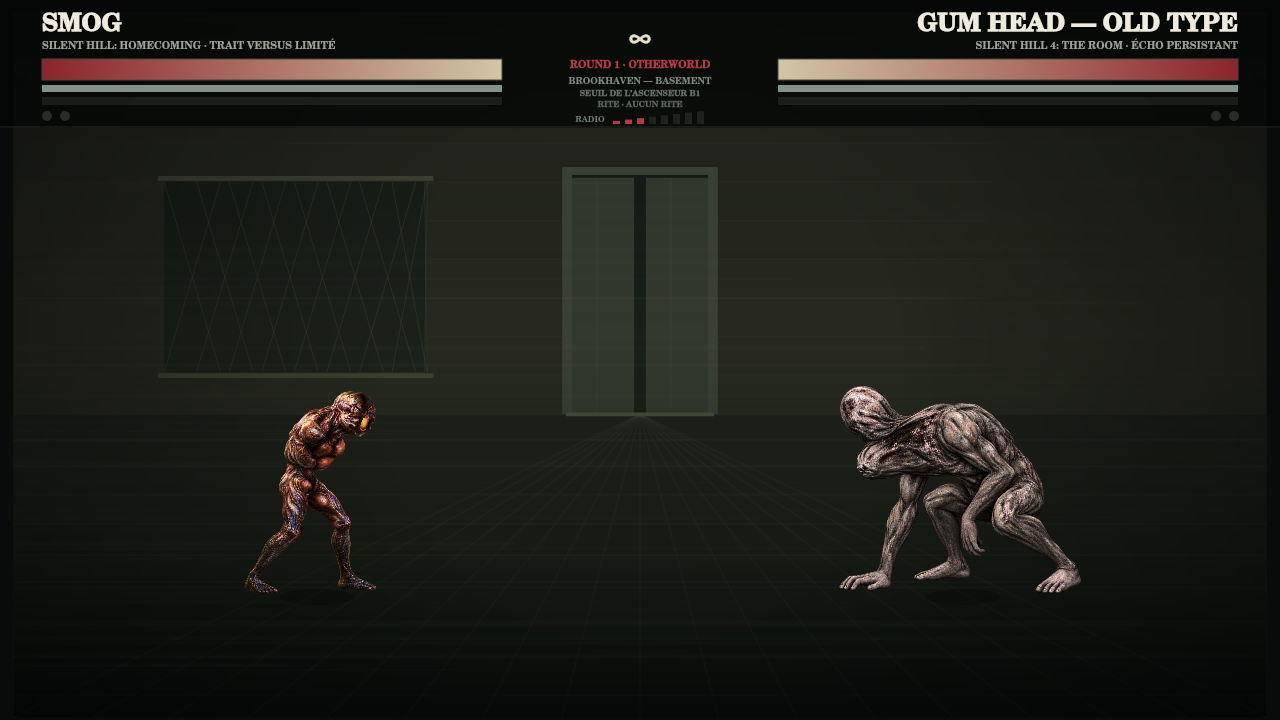 SMOG
SILENT HILL: HOMECOMING · TRAIT VERSUS LIMITÉ
∞
ROUND 1 · OTHERWORLD
BROOKHAVEN — BASEMENT
SEUIL DE L'ASCENSEUR B1
RITE · AUCUN RITE
RADIO
GUM HEAD — OLD TYPE
SILENT HILL 4: THE ROOM · ÉCHO PERSISTANT